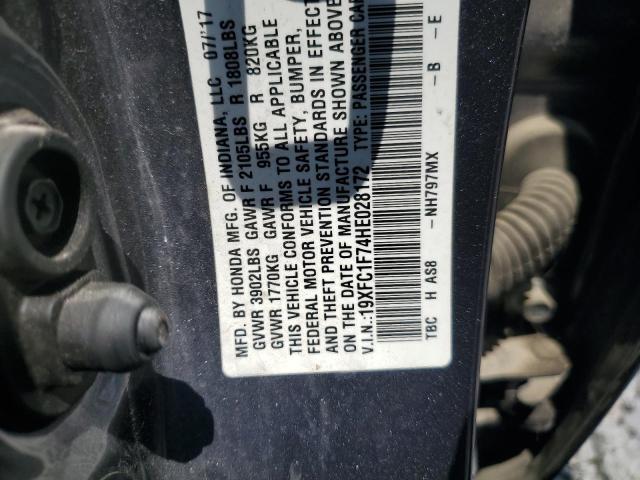 MFD. BY HONDA MFG. OF INDIANA, LLC 07/'17
GVWR 3902LBS GAWR F 2105LBS R 1808LBS
GVWR 1770KG GAWR F 955KG R 820KG
THIS VEHICLE CONFORMS TO ALL APPLICABLE
FEDERAL MOTOR VEHICLE SAFETY, BUMPER,
AND THEFT PREVENTION STANDARDS IN EFFECT
ON THE DATE OF MANUFACTURE SHOWN ABOVE
V.I.N.:19XFC1F74HE028172 TYPE: PASSENGER CAR
TBC H AS8 -NH797MX -B -E